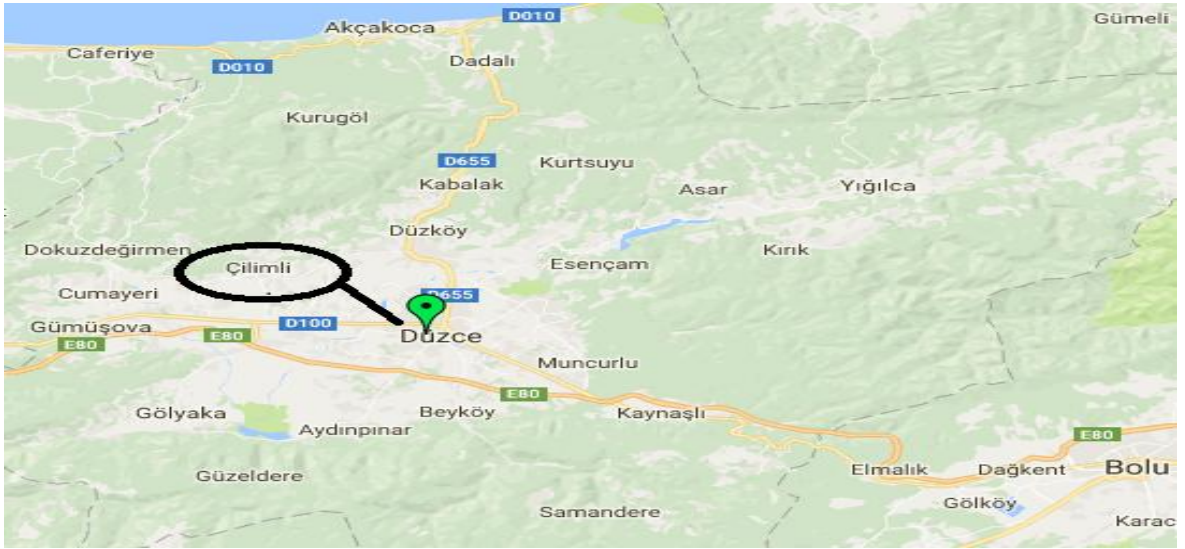 D010
Gümeli
Akçakoca
Caferiye
D010
Dadalı
Kurugöl
D655
Kurtsuyu
Kabalak
Asar
Yığılca
Düzköy
Dokuzdeğirmen
Kırık
Çilimli
Esençam
Cumayeri
D655
Gümüşova
D100
E80
Düzce
E80
Muncurlu
E80
Gölyaka
Beyköy
Kaynaşlı
Aydınpınar
E80
Güzeldere
Elmalık
Dağkent
Bolu
Gölköy
Samandere
Karac